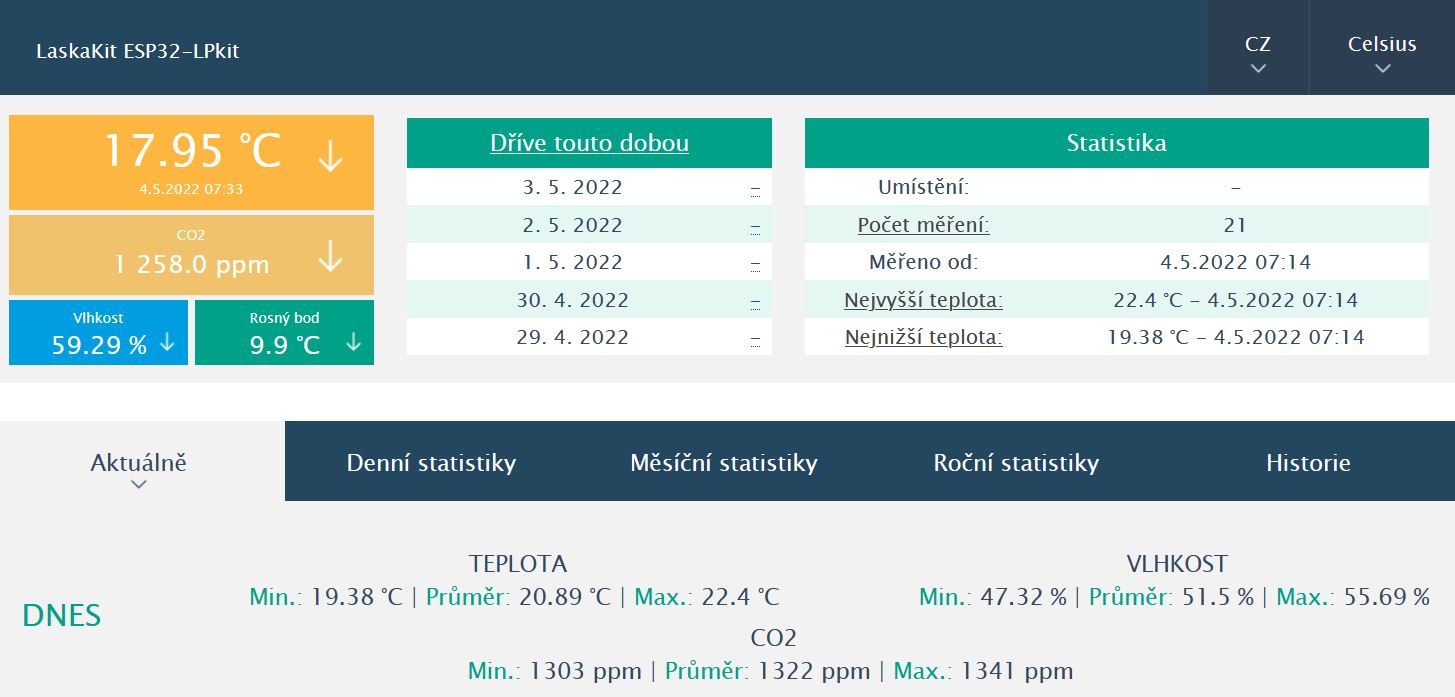 LaskaKit ESP32-LPkit
CZ
Celsius
17.95 °C
4.5.2022 07:33
CO2
1 258.0 ppm
Vlhkost
59.29 %
Rosný bod
9.9 °C
Dříve touto dobou
3. 5. 2022 –
2. 5. 2022 –
1. 5. 2022 –
30. 4. 2022 –
29. 4. 2022 –
Statistika
Umístění: –
Počet měření: 21
Měřeno od: 4.5.2022 07:14
Nejvyšší teplota: 22.4 °C – 4.5.2022 07:14
Nejnižší teplota: 19.38 °C – 4.5.2022 07:14
Aktuálně
Denní statistiky
Měsíční statistiky
Roční statistiky
Historie
DNES
TEPLOTA
Min.: 19.38 °C | Průměr: 20.89 °C | Max.: 22.4 °C
VLHKOST
Min.: 47.32 % | Průměr: 51.5 % | Max.: 55.69 %
CO2
Min.: 1303 ppm | Průměr: 1322 ppm | Max.: 1341 ppm